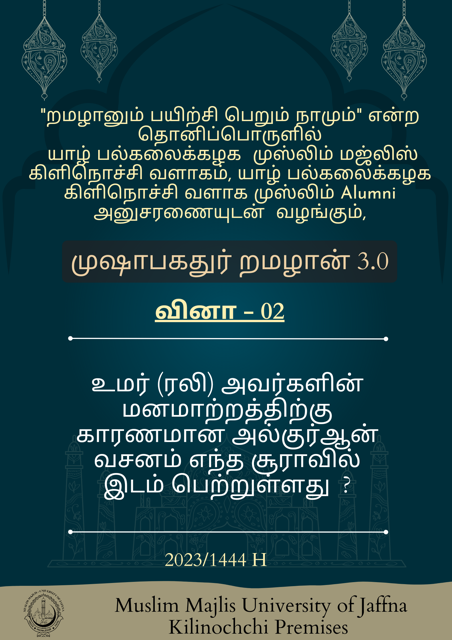 "றமழானும் பயிற்சி பெறும் நாமும்" என்ற
தொனிப்பொருளில்
யாழ் பல்கலைக்கழக முஸ்லிம் மஜ்லிஸ்
கிளிநொச்சி வளாகம், யாழ் பல்கலைக்கழக
கிளிநொச்சி வளாக முஸ்லிம் Alumni
அனுசரணையுடன் வழங்கும்,
முஷாபகதுர் றமழான் 3.0
வினா - 02
உமர் (ரலி) அவர்களின்
மனமாற்றத்திற்கு
காரணமான அல்குர்ஆன்
வசனம் எந்த சூராவில்
இடம் பெற்றுள்ளது ?
2023/1444 H
Muslim Majlis University of Jaffna
Kilinochchi Premises